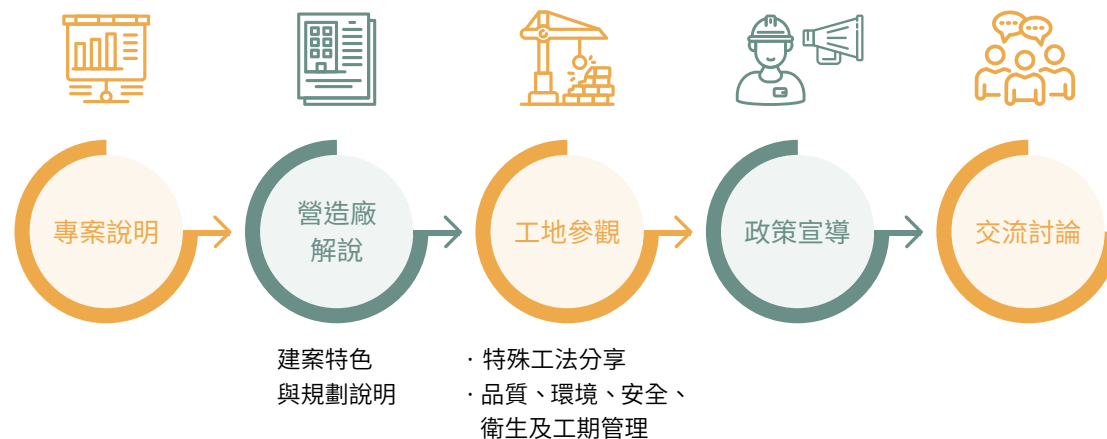 專案說明
營造廠
解說
工地參觀
政策宣導
交流討論
建案特色
與規劃說明
· 特殊工法分享
· 品質、環境、安全、
衛生及工期管理